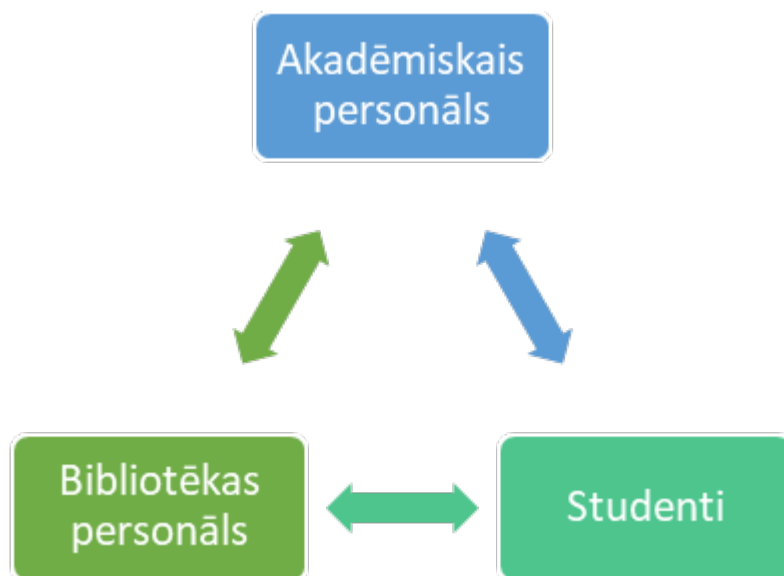 Akadēmiskais
personāls
Bibliotēkas
personāls
Studenti